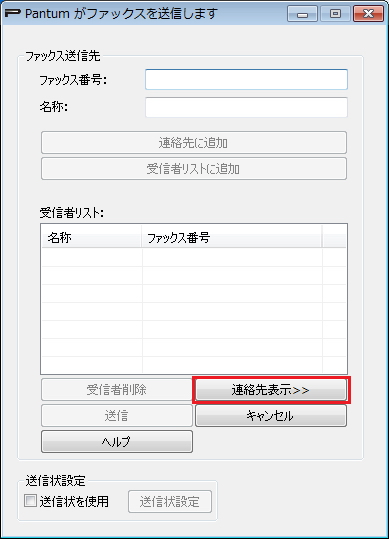 Pantum がファックスを送信します
ファックス送信先
ファックス番号:
名称:
連絡先に追加
受信者リストに追加
受信者リスト:
名称 ファックス番号
受信者削除 連絡先表示>>
送信 キャンセル
ヘルプ
送信状設定
送信状を使用 送信状設定